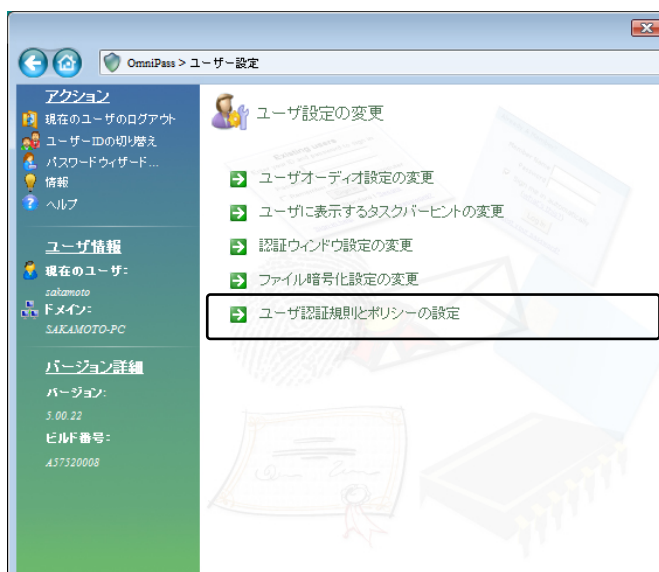 OmniPass > ユーザー設定
アクション
現在のユーザのログアウト
ユーザーIDの切り替え
パスワードウィザード...
情報
ヘルプ
ユーザ情報
現在のユーザ:
sakamoto
ドメイン:
SAKAMOTO-PC
バージョン詳細
バージョン:
5.00.22
ビルド番号:
A57520008
ユーザ設定の変更
ユーザオーディオ設定の変更
ユーザに表示するタスクバーヒントの変更
認証ウィンドウ設定の変更
ファイル暗号化設定の変更
ユーザ認証規則とポリシーの設定